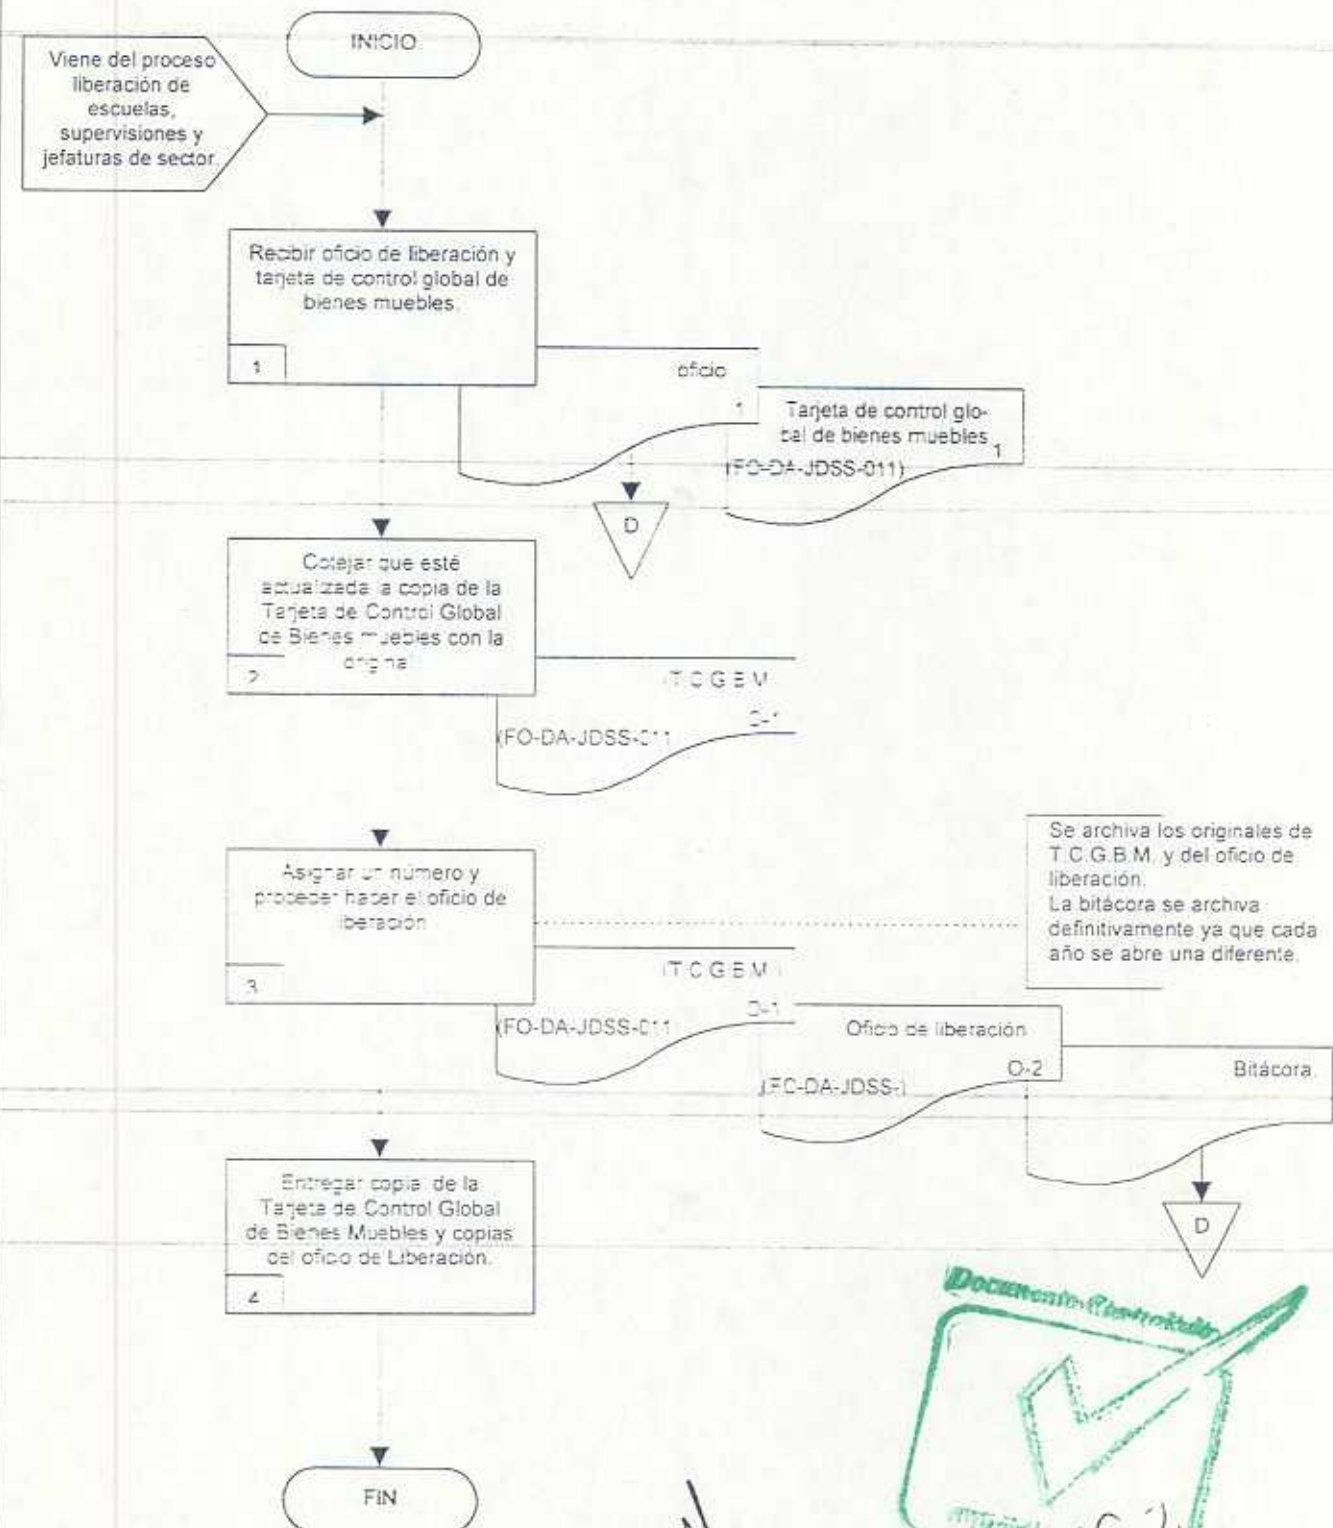 INICIO
Viene del proceso
liberación de
escuelas,
supervisiones y
jefaturas de sector.
Recibir oficio de liberación y
tarjeta de control global de
bienes muebles.
1
oficio
1
Tarjeta de control glo-
bal de bienes muebles
1
(FO-DA-JDSS-011)
D
Cotejar que esté
actualizada la copia de la
Tarjeta de Control Global
de Bienes muebles con la
original
2
(T.C.G.B.M
O-1
(FO-DA-JDSS-011
Asignar un número y
proceder hacer el oficio de
liberación
3
(T.C.G.B.M.)
O-1
(FO-DA-JDSS-011
Oficio de liberación
O-2
(FO-DA-JDSS-)
Bitácora.
D
Se archiva los originales de
T.C.G.B.M. y del oficio de
liberación.
La bitácora se archiva
definitivamente ya que cada
año se abre una diferente.
Entregar copia de la
Tarjeta de Control Global
de Bienes Muebles y copias
del oficio de Liberación.
4
Documento Controlado
FIN